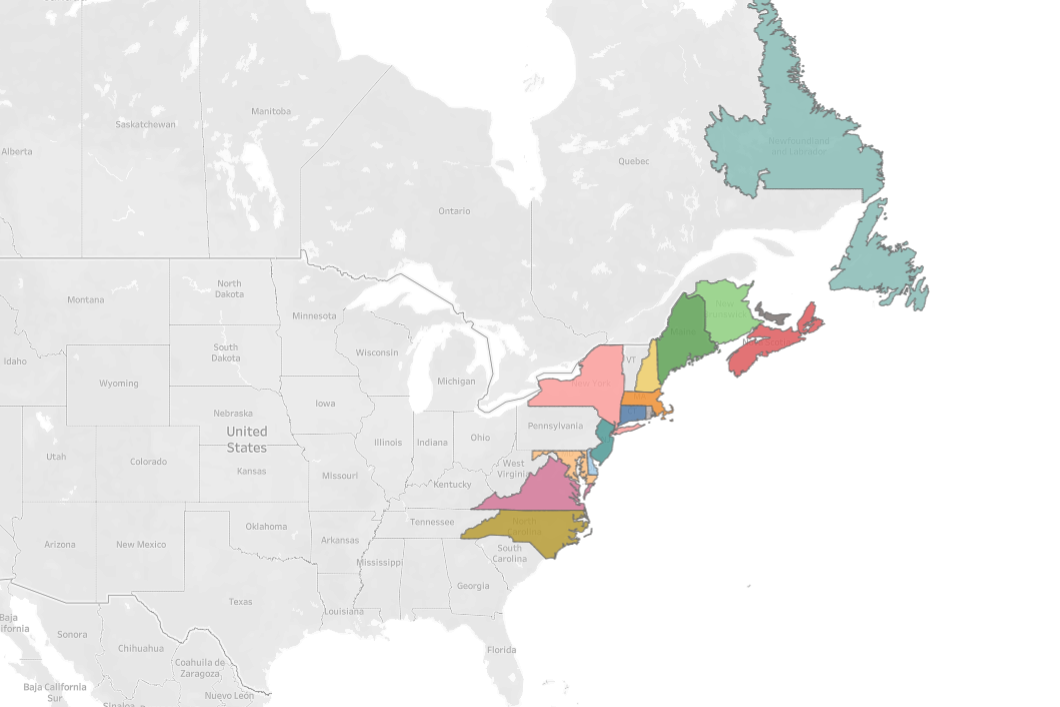 Manitoba
Saskatchewan
Alberta
Newfoundland
and Labrador
Quebec
Ontario
Montana
North
Dakota
Minnesota
New
Idaho
South
Dakota
Wisconsin
Wyoming
Michigan
VT
New York
Nebraska
Iowa
United
States
Illinois
Indiana
Ohio
Pennsylvania
Utah
Colorado
Kansas
Missouri
West
Virginia
Kentucky
Oklahoma
Tennessee
North
Carolina
Arizona
New Mexico
Arkansas
South
Carolina
Mississippi
Georgia
Texas
Louisiana
Baja
ifornia
Sonora
Chihuahua
Coahuila de
Zaragoza
Florida
Baja California
Sur
Nuevo León
Sinaloa